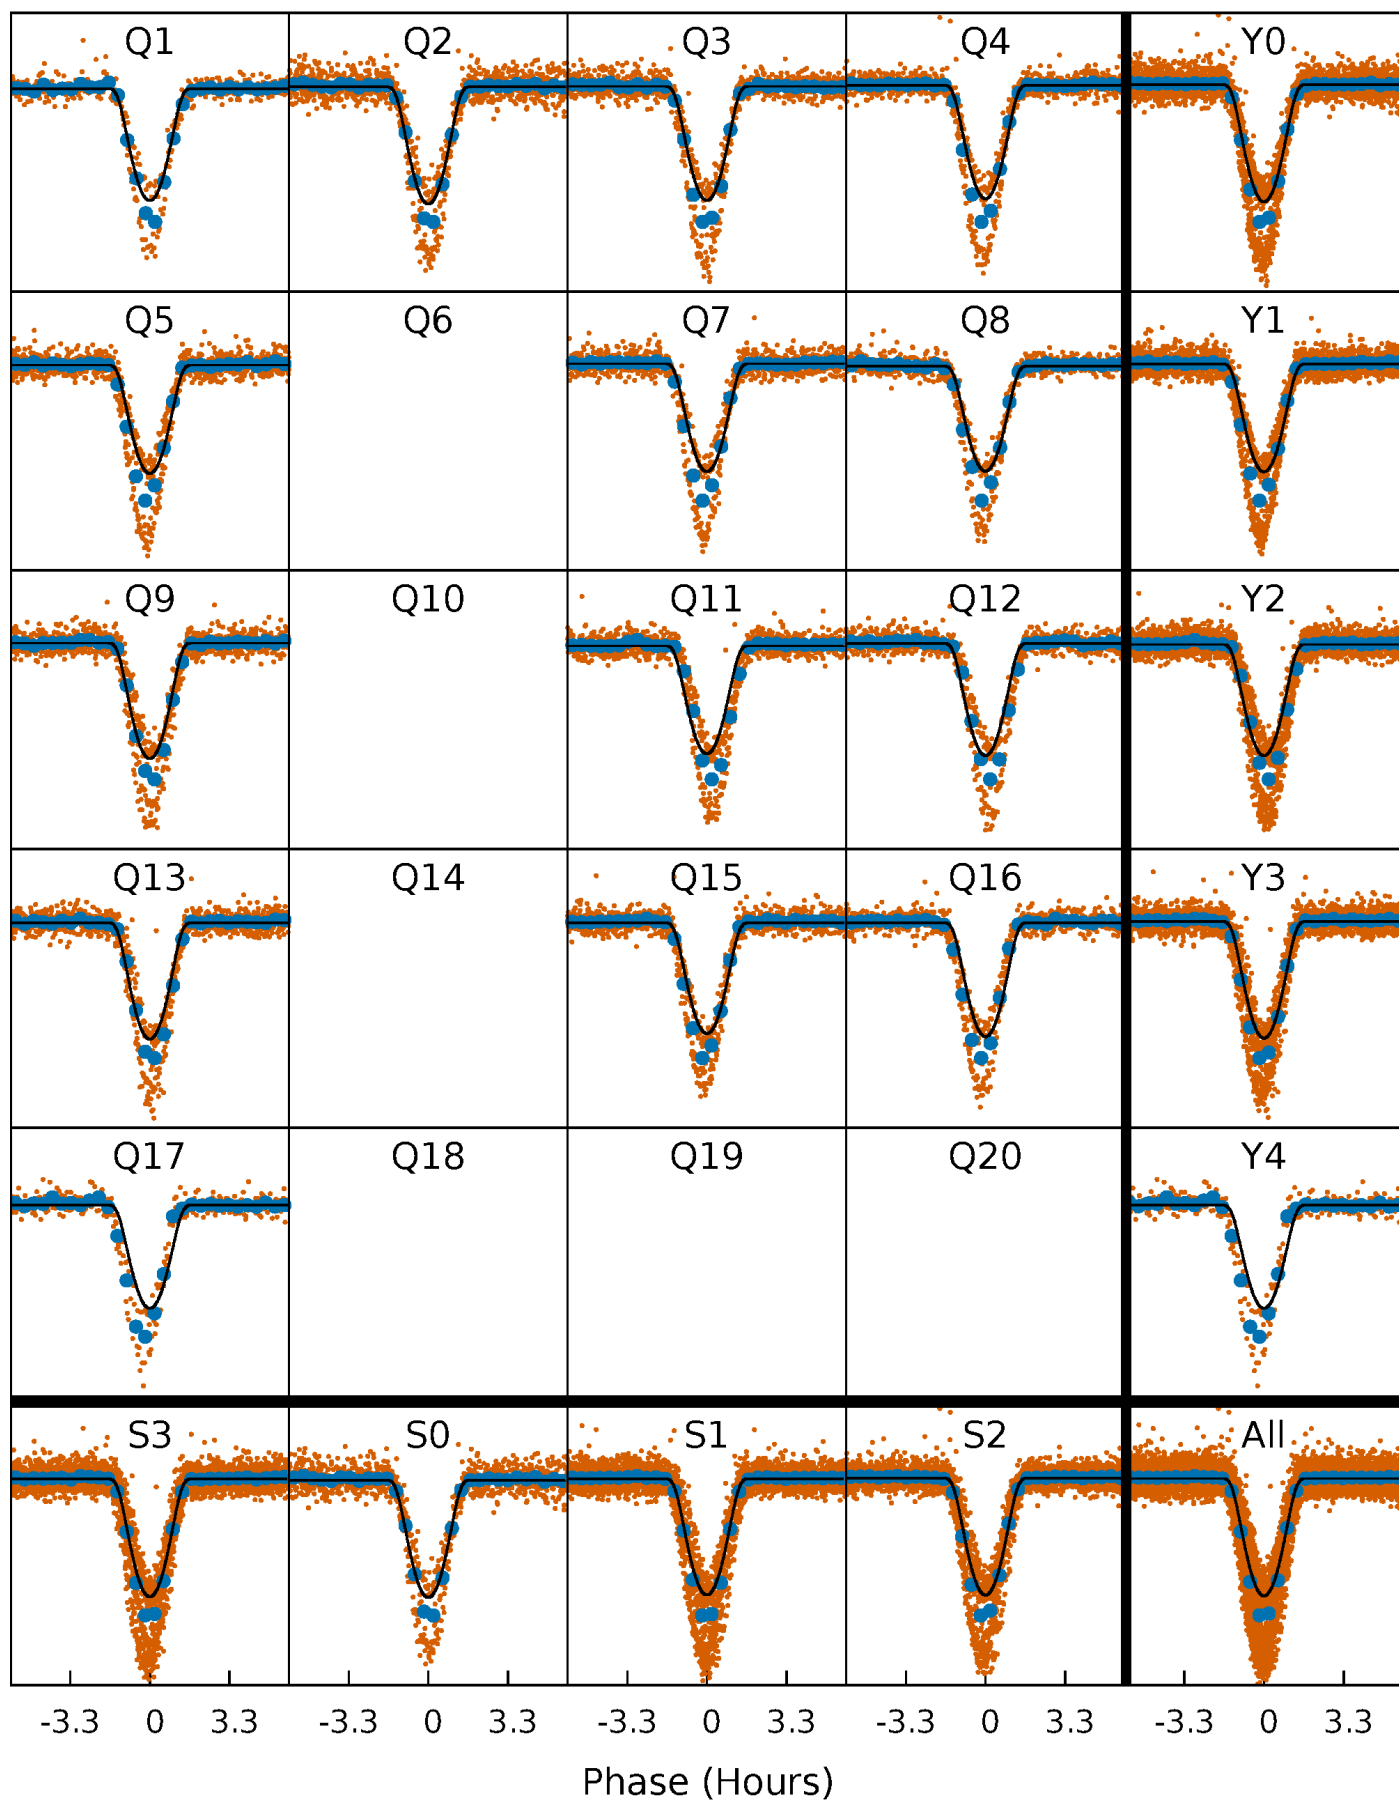 Q1 Q2 Q3 Q4 Y0
Q5 Q6 Q7 Q8 Y1
Q9 Q10 Q11 Q12 Y2
Q13 Q14 Q15 Q16 Y3
Q17 Q18 Q19 Q20 Y4
S3 S0 S1 S2 All
-3.3 0 3.3 -3.3 0 3.3 -3.3 0 3.3 -3.3 0 3.3 -3.3 0 3.3
Phase (Hours)